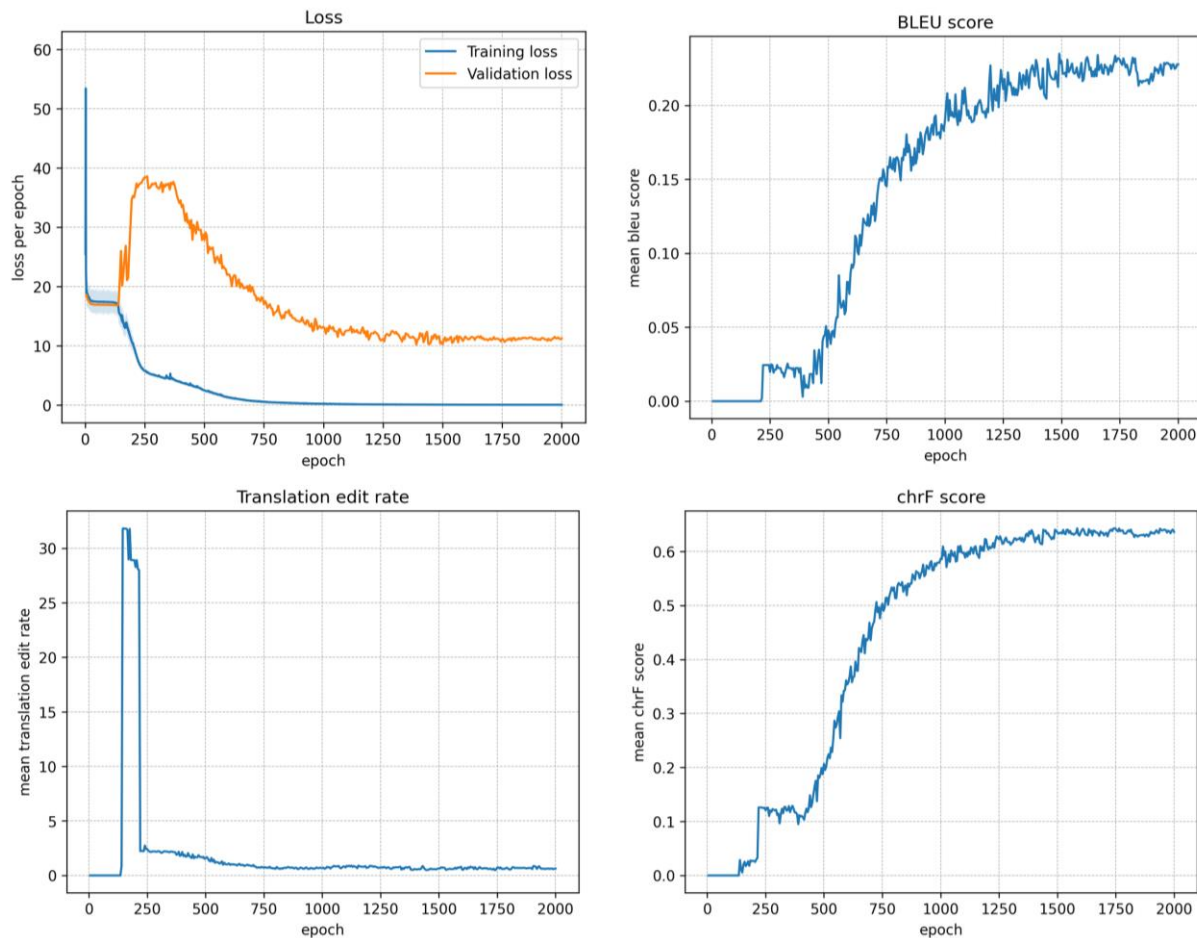 Loss
60
50
40
30
20
10
0
loss per epoch
Training loss
Validation loss
0 250 500 750 1000 1250 1500 1750 2000
epoch
BLEU score
0.20
0.15
0.10
0.05
0.00
mean bleu score
0 250 500 750 1000 1250 1500 1750 2000
epoch
Translation edit rate
30
25
20
15
10
5
0
mean translation edit rate
0 250 500 750 1000 1250 1500 1750 2000
epoch
chrF score
0.6
0.5
0.4
0.3
0.2
0.1
0.0
mean chrF score
0 250 500 750 1000 1250 1500 1750 2000
epoch